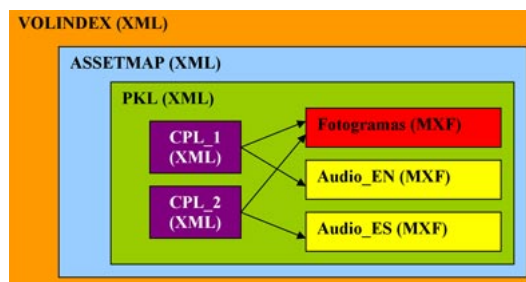 VOLINDEX (XML)
ASSETMAP (XML)
PKL (XML)
CPL_1
(XML)
CPL_2
(XML)
Fotogramas (MXF)
Audio_EN (MXF)
Audio_ES (MXF)